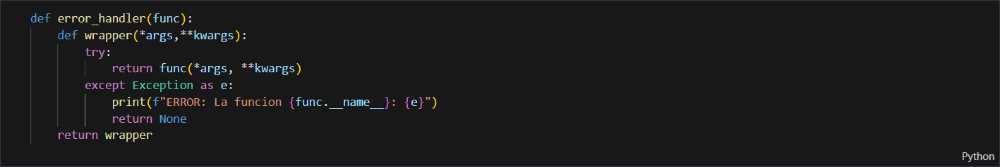 def error_handler(func):
    def wrapper(*args,**kwargs):
        try:
            return func(*args, **kwargs)
        except Exception as e:
            print(f"ERROR: La funcion {func.__name__}: {e}")
            return None
    return wrapper
Python